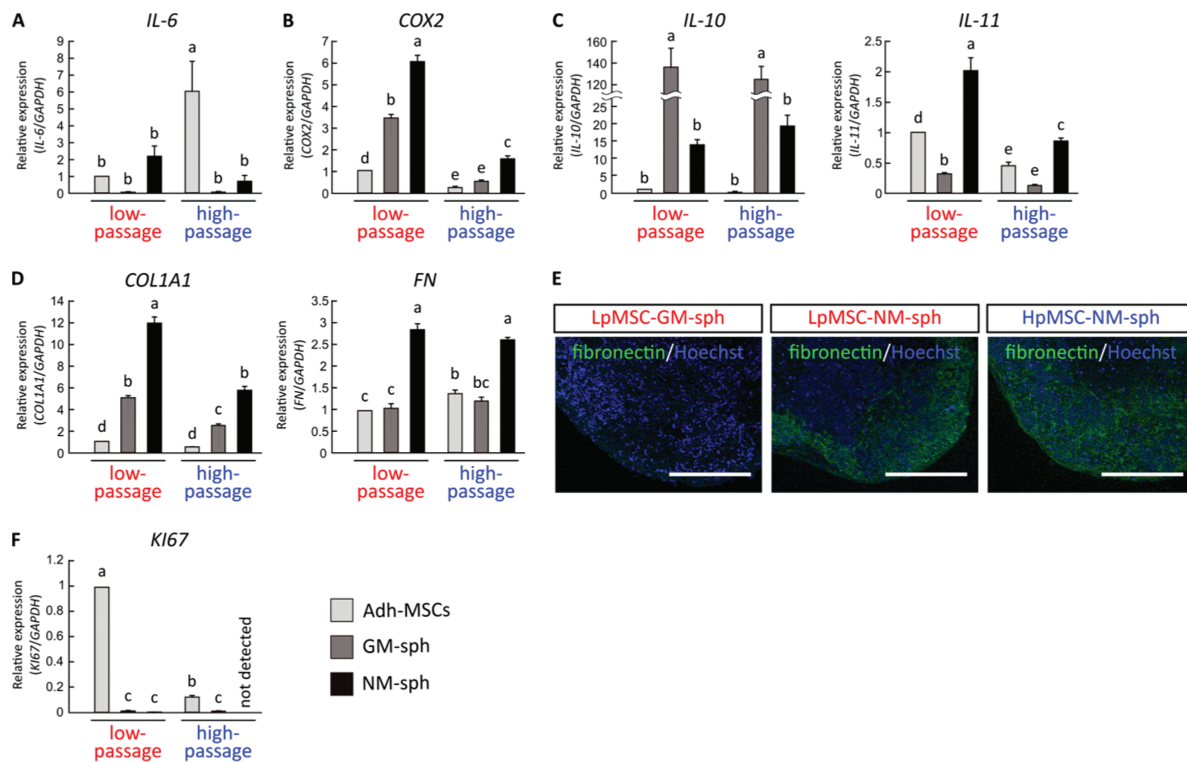 A
IL-6
Relative expression
(IL-6/GAPDH)
9
8
7
6
5
4
3
2
1
0
b
b
b
a
b
b
low-
passage
high-
passage
B
COX2
Relative expression
(COX2/GAPDH)
7
6
5
4
3
2
1
0
d
b
a
e
e
c
low-
passage
high-
passage
C
IL-10
Relative expression
(IL-10/GAPDH)
160
140
120
100
20
15
10
5
0
b
a
b
b
a
b
low-
passage
high-
passage
IL-11
Relative expression
(IL-11/GAPDH)
2.5
2
1.5
1
0.5
0
d
b
a
e
e
c
low-
passage
high-
passage
D
COL1A1
Relative expression
(COL1A1/GAPDH)
14
12
10
8
6
4
2
0
d
b
a
d
c
b
low-
passage
high-
passage
FN
Relative expression
(FN/GAPDH)
3.5
3
2.5
2
1.5
1
0.5
0
c
c
a
b
bc
a
low-
passage
high-
passage
E
LpMSC-GM-sph
LpMSC-NM-sph
HpMSC-NM-sph
fibronectin/Hoechst
fibronectin/Hoechst
fibronectin/Hoechst
F
KI67
Relative expression
(KI67/GAPDH)
1.2
1
0.8
0.6
0.4
0.2
0
a
c
c
b
c
not detected
low-
passage
high-
passage
Adh-MSCs
GM-sph
NM-sph